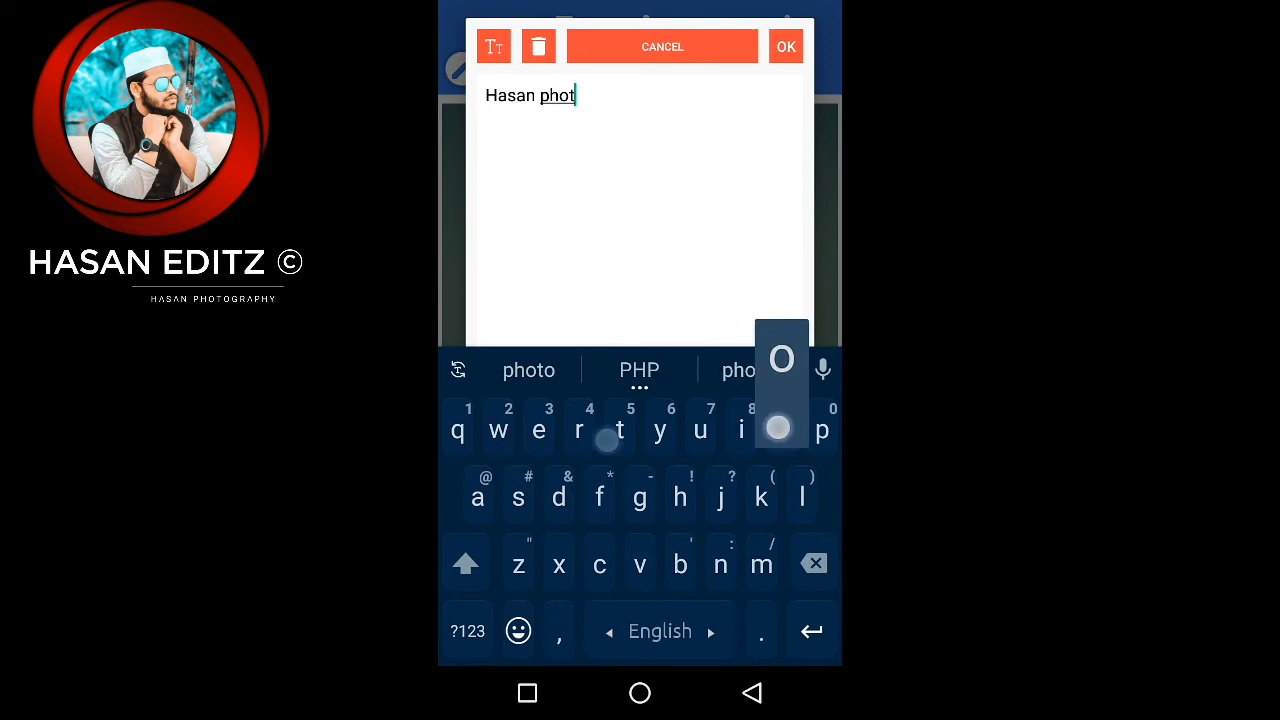 Tт
CANCEL
OK
Hasan phot
HASAN EDITZ ©
HASAN PHOTOGRAPHY
photo PHP pho
O
1 2 3 4 5 6 7 8 0
q w e r t y u i p
@ # & * - ! ? ( )
a s d f g h j k l
" ' : /
z x c v b n m
?123 , English .